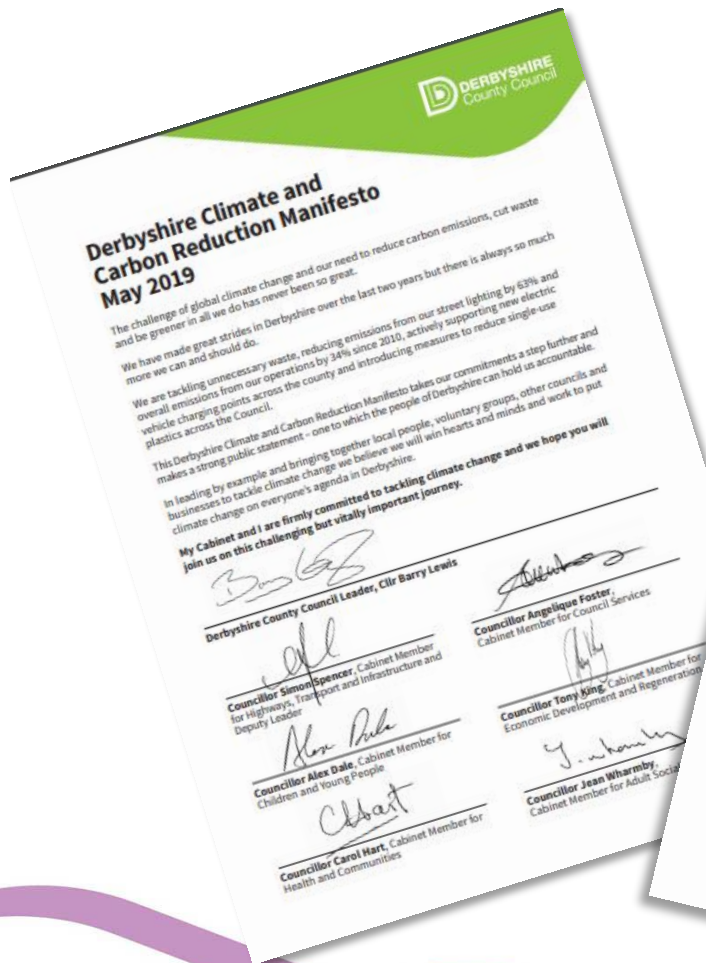 DERBYSHIRE
County Council
Derbyshire Climate and
Carbon Reduction Manifesto
May 2019
The challenge of global climate change and our need to reduce carbon emissions, cut waste
and be greener in all we do has never been so great.
We have made great strides in Derbyshire over the last two years but there is always so much
more we can and should do.
We are tackling unnecessary waste, reducing emissions from our street lighting by 63% and
overall emissions from our operations by 34% since 2010, actively supporting new electric
vehicle charging points across the county and introducing measures to reduce single-use
plastics across the Council.
This Derbyshire Climate and Carbon Reduction Manifesto takes our commitments a step further and
makes a strong public statement – one to which the people of Derbyshire can hold us accountable.
In leading by example and bringing together local people, voluntary groups, other councils and
businesses to tackle climate change we believe we will win hearts and minds and work to put
climate change on everyone's agenda in Derbyshire.
My Cabinet and I are firmly committed to tackling climate change and we hope you will
join us on this challenging but vitally important journey.
Derbyshire County Council Leader, Cllr Barry Lewis
Councillor Angelique Foster,
Cabinet Member for Council Services
Councillor Simon Spencer, Cabinet Member
for Highways, Transport and Infrastructure and
Deputy Leader
Councillor Tony King, Cabinet Member for
Economic Development and Regeneration
Alex Dale
Councillor Alex Dale, Cabinet Member for
Children and Young People
J. Wharmby
Councillor Jean Wharmby,
Cabinet Member for Adult Social
C Hart
Councillor Carol Hart, Cabinet Member for
Health and Communities